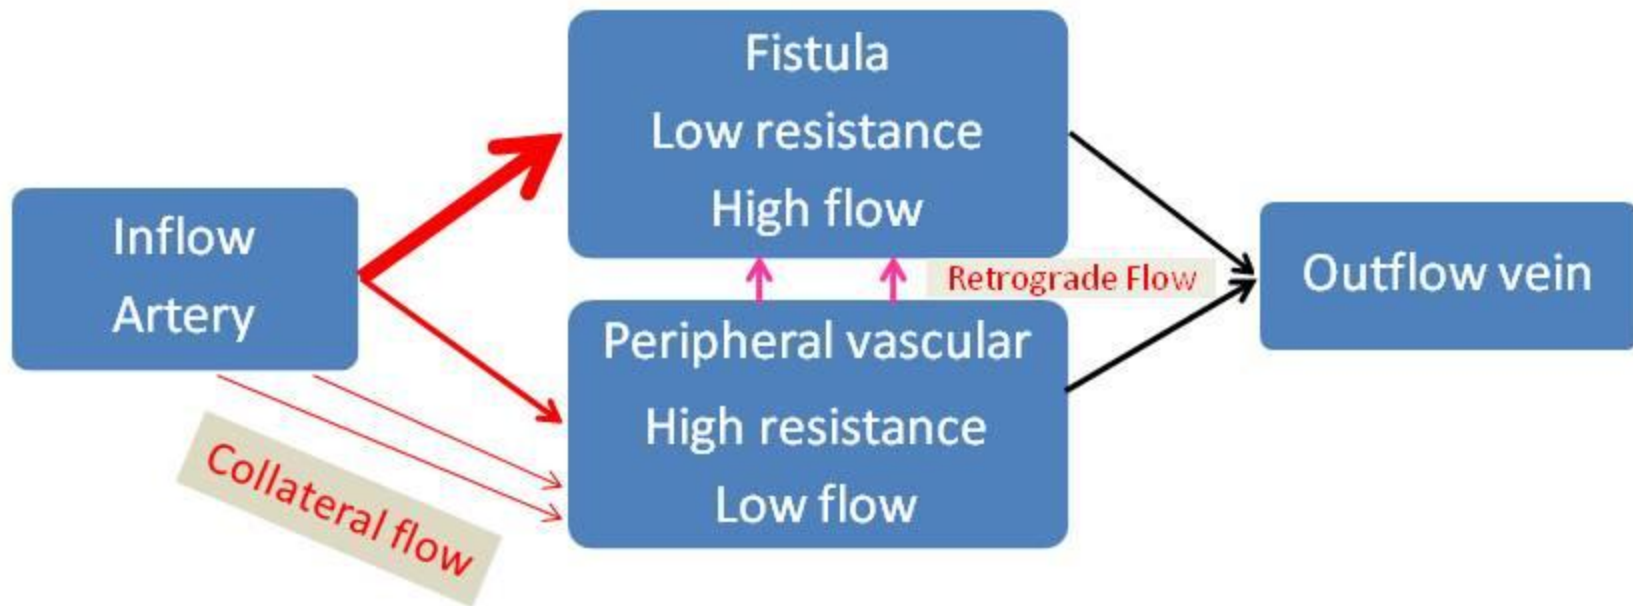 Inflow
Artery
Collateral flow
Fistula
Low resistance
High flow
Retrograde Flow
Peripheral vascular
High resistance
Low flow
Outflow vein